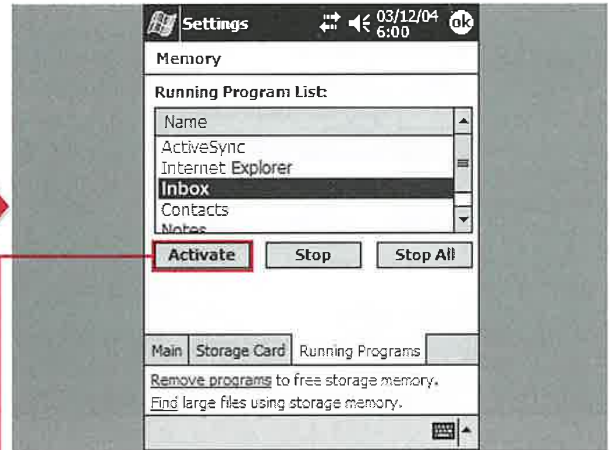 Settings
03/12/04
6:00
ok
Memory
Running Program List:
Name
ActiveSync
Internet Explorer
Inbox
Contacts
Notes
Activate Stop Stop All
Main Storage Card Running Programs
Remove programs to free storage memory.
Find large files using storage memory.